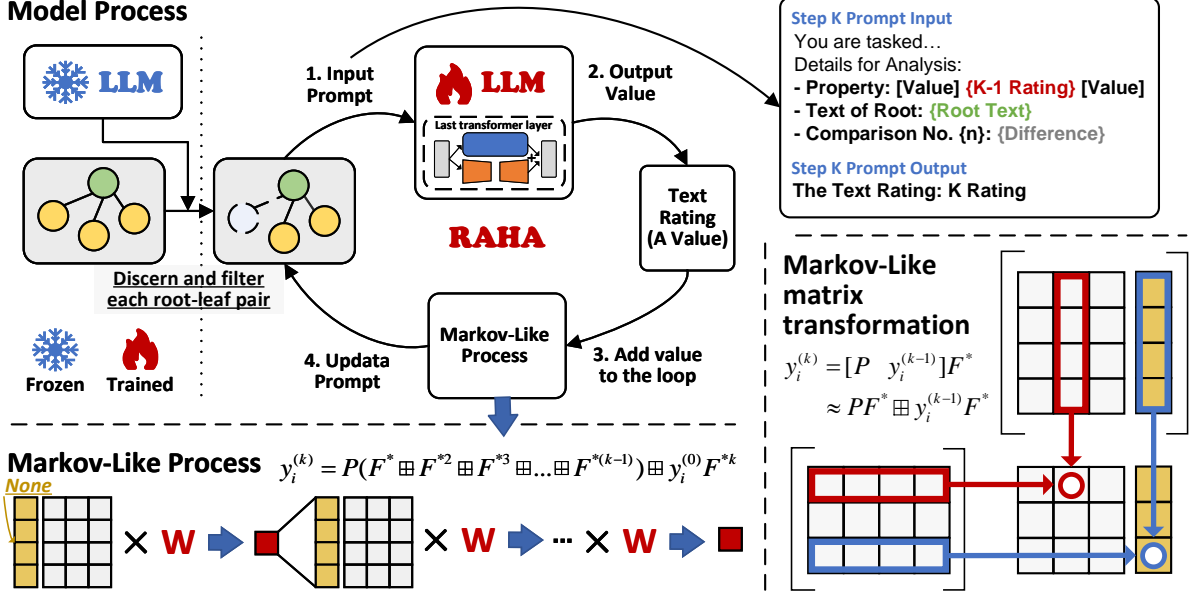 Model Process
LLM
1. Input
Prompt
LLM
Last transformer layer
+
2. Output
Value
RAHA
Text
Rating
(A Value)
Discern and filter
each root-leaf pair
Frozen
Trained
4. Updata
Prompt
Markov-Like
Process
3. Add value
to the loop
Step K Prompt Input
You are tasked…
Details for Analysis:
- Property: [Value] {K-1 Rating} [Value]
- Text of Root: {Root Text}
- Comparison No. {n}: {Difference}
Step K Prompt Output
The Text Rating: K Rating
Markov-Like
matrix
transformation
y_i^{(k)} = [P y_i^{(k-1)}]F^*
≈ PF^* ⊞ y_i^{(k-1)}F^*
Markov-Like Process
y_i^{(k)} = P(F^* ⊞ F^{*2} ⊞ F^{*3} ⊞ ... ⊞ F^{*(k-1)}) ⊞ y_i^{(0)}F^{*k}
None
× W × W ... × W